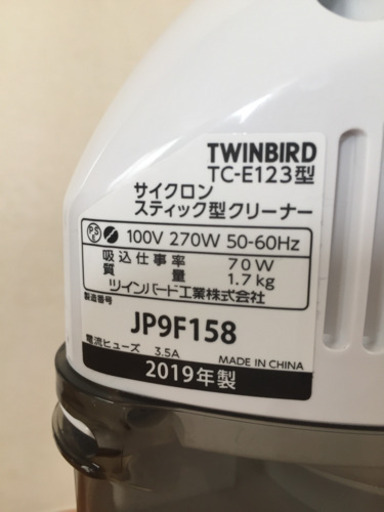 TWINBIRD
TC-E123型
サイクロン
スティック型クリーナー
PSE 100V 270W 50-60Hz
吸込仕事率 70W
質量 1.7kg
ツインバード工業株式会社
製造番号
JP9F158
電流ヒューズ 3.5A MADE IN CHINA
2019年製